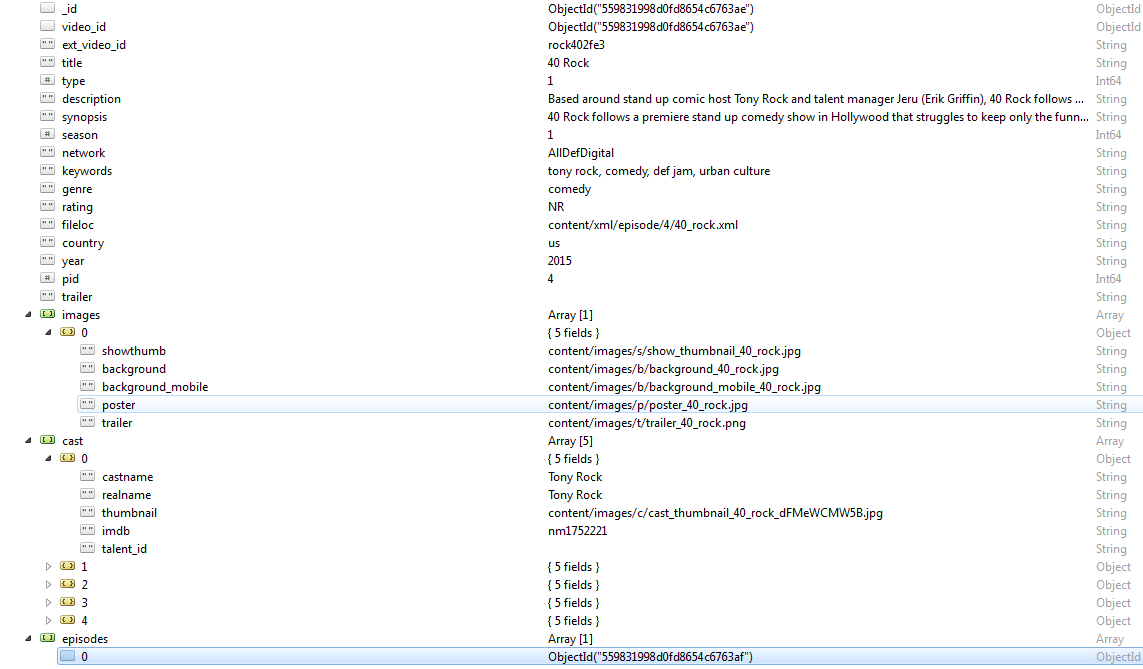 _id ObjectId("559831998d0fd8654c6763ae") ObjectId
video_id ObjectId("559831998d0fd8654c6763ae") ObjectId
" " ext_video_id rock402fe3 String
" " title 40 Rock String
# type 1 Int64
" " description Based around stand up comic host Tony Rock and talent manager Jeru (Erik Griffin), 40 Rock follows ... String
" " synopsis 40 Rock follows a premiere stand up comedy show in Hollywood that struggles to keep only the funn... String
# season 1 Int64
" " network AllDefDigital String
" " keywords tony rock, comedy, def jam, urban culture String
" " genre comedy String
" " rating NR String
" " fileloc content/xml/episode/4/40_rock.xml String
" " country us String
" " year 2015 String
# pid 4 Int64
" " trailer String
images Array [1] Array
0 { 5 fields } Object
" " showthumb content/images/s/show_thumbnail_40_rock.jpg String
" " background content/images/b/background_40_rock.jpg String
" " background_mobile content/images/b/background_mobile_40_rock.jpg String
" " poster content/images/p/poster_40_rock.jpg String
" " trailer content/images/t/trailer_40_rock.png String
cast Array [5] Array
0 { 5 fields } Object
" " castname Tony Rock String
" " realname Tony Rock String
" " thumbnail content/images/c/cast_thumbnail_40_rock_dFMeWCMW5B.jpg String
" " imdb nm1752221 String
" " talent_id String
1 { 5 fields } Object
2 { 5 fields } Object
3 { 5 fields } Object
4 { 5 fields } Object
episodes Array [1] Array
0 ObjectId("559831998d0fd8654c6763af") ObjectId